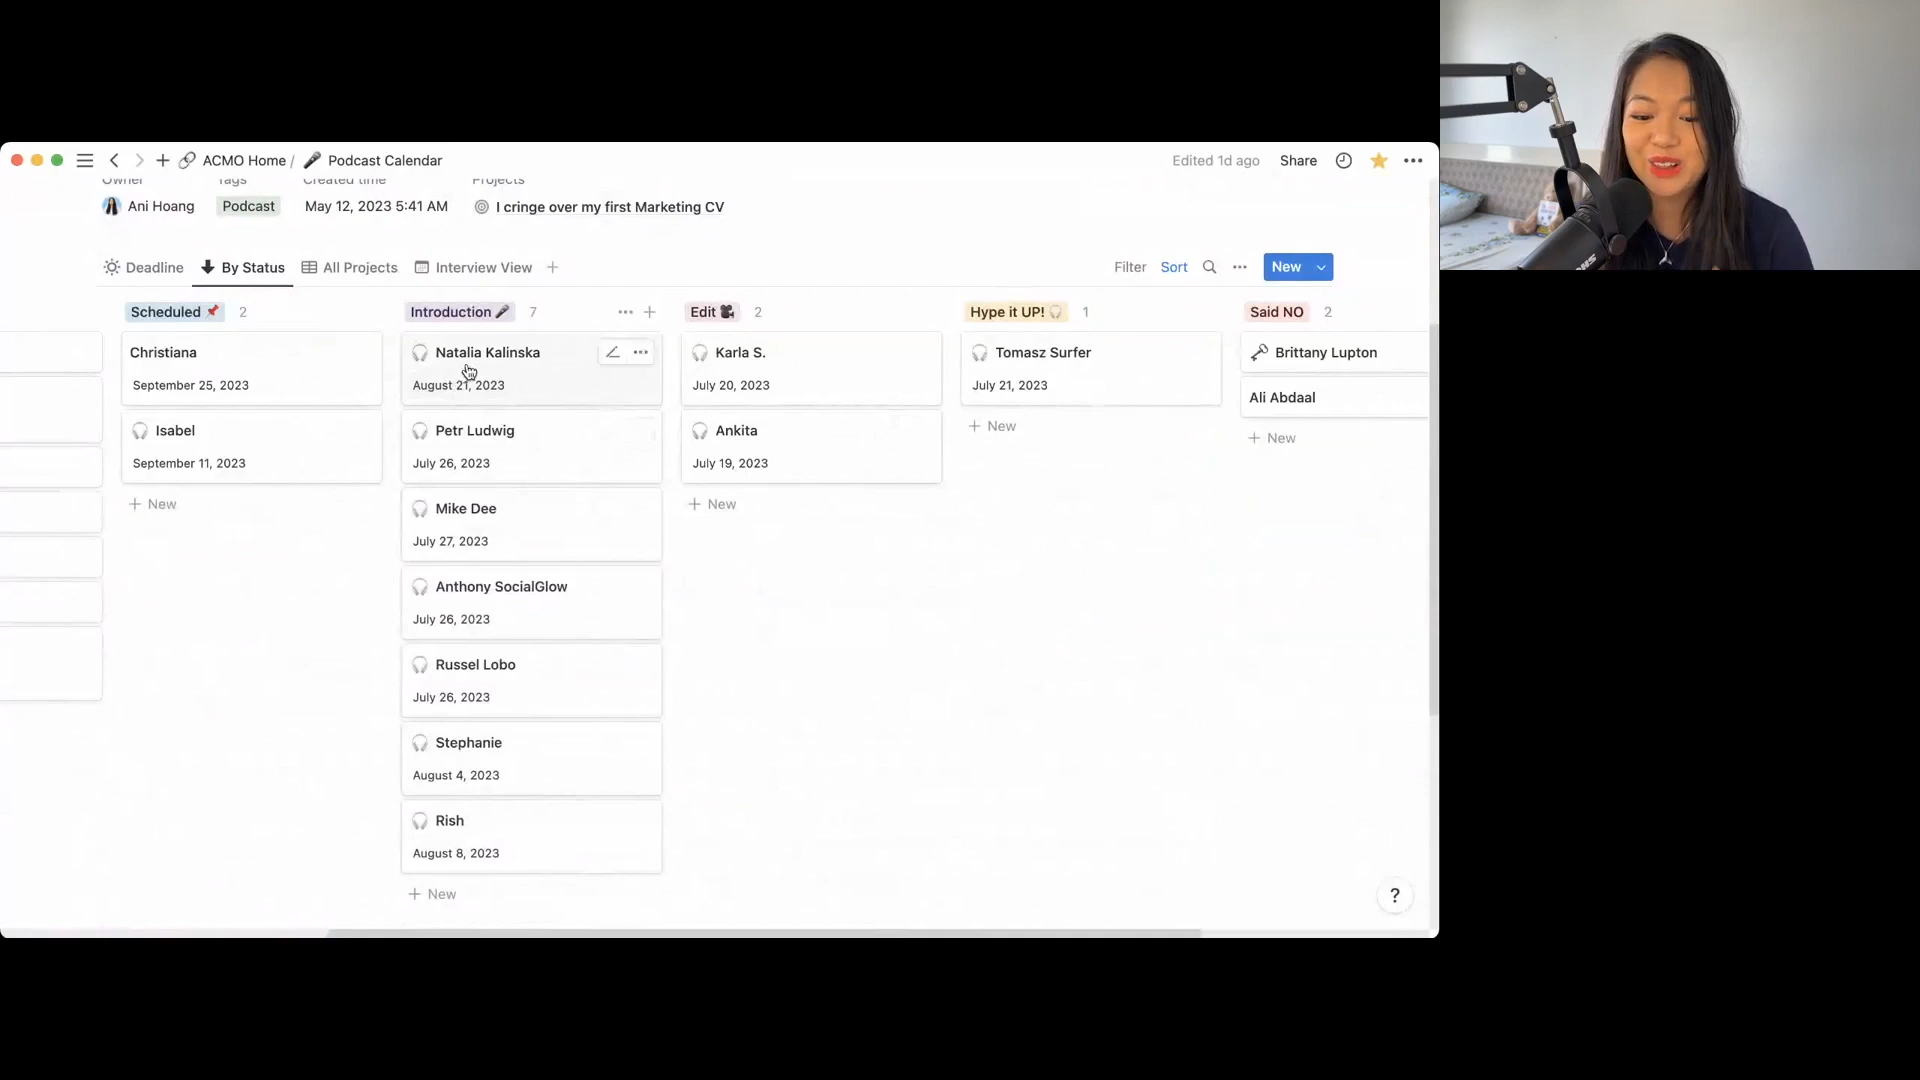 ACMO Home / Podcast Calendar
Edited 1d ago Share
Owner Tags Created time Projects
Ani Hoang Podcast May 12, 2023 5:41 AM I cringe over my first Marketing CV
Deadline By Status All Projects Interview View
Filter Sort New
Scheduled 2
Christiana
September 25, 2023
Isabel
September 11, 2023
New
Introduction 7
Natalia Kalinska
August 21, 2023
Petr Ludwig
July 26, 2023
Mike Dee
July 27, 2023
Anthony SocialGlow
July 26, 2023
Russel Lobo
July 26, 2023
Stephanie
August 4, 2023
Rish
August 8, 2023
New
Edit 2
Karla S.
July 20, 2023
Ankita
July 19, 2023
New
Hype it UP! 1
Tomasz Surfer
July 21, 2023
New
Said NO 2
Brittany Lupton
Ali Abdaal
New
?